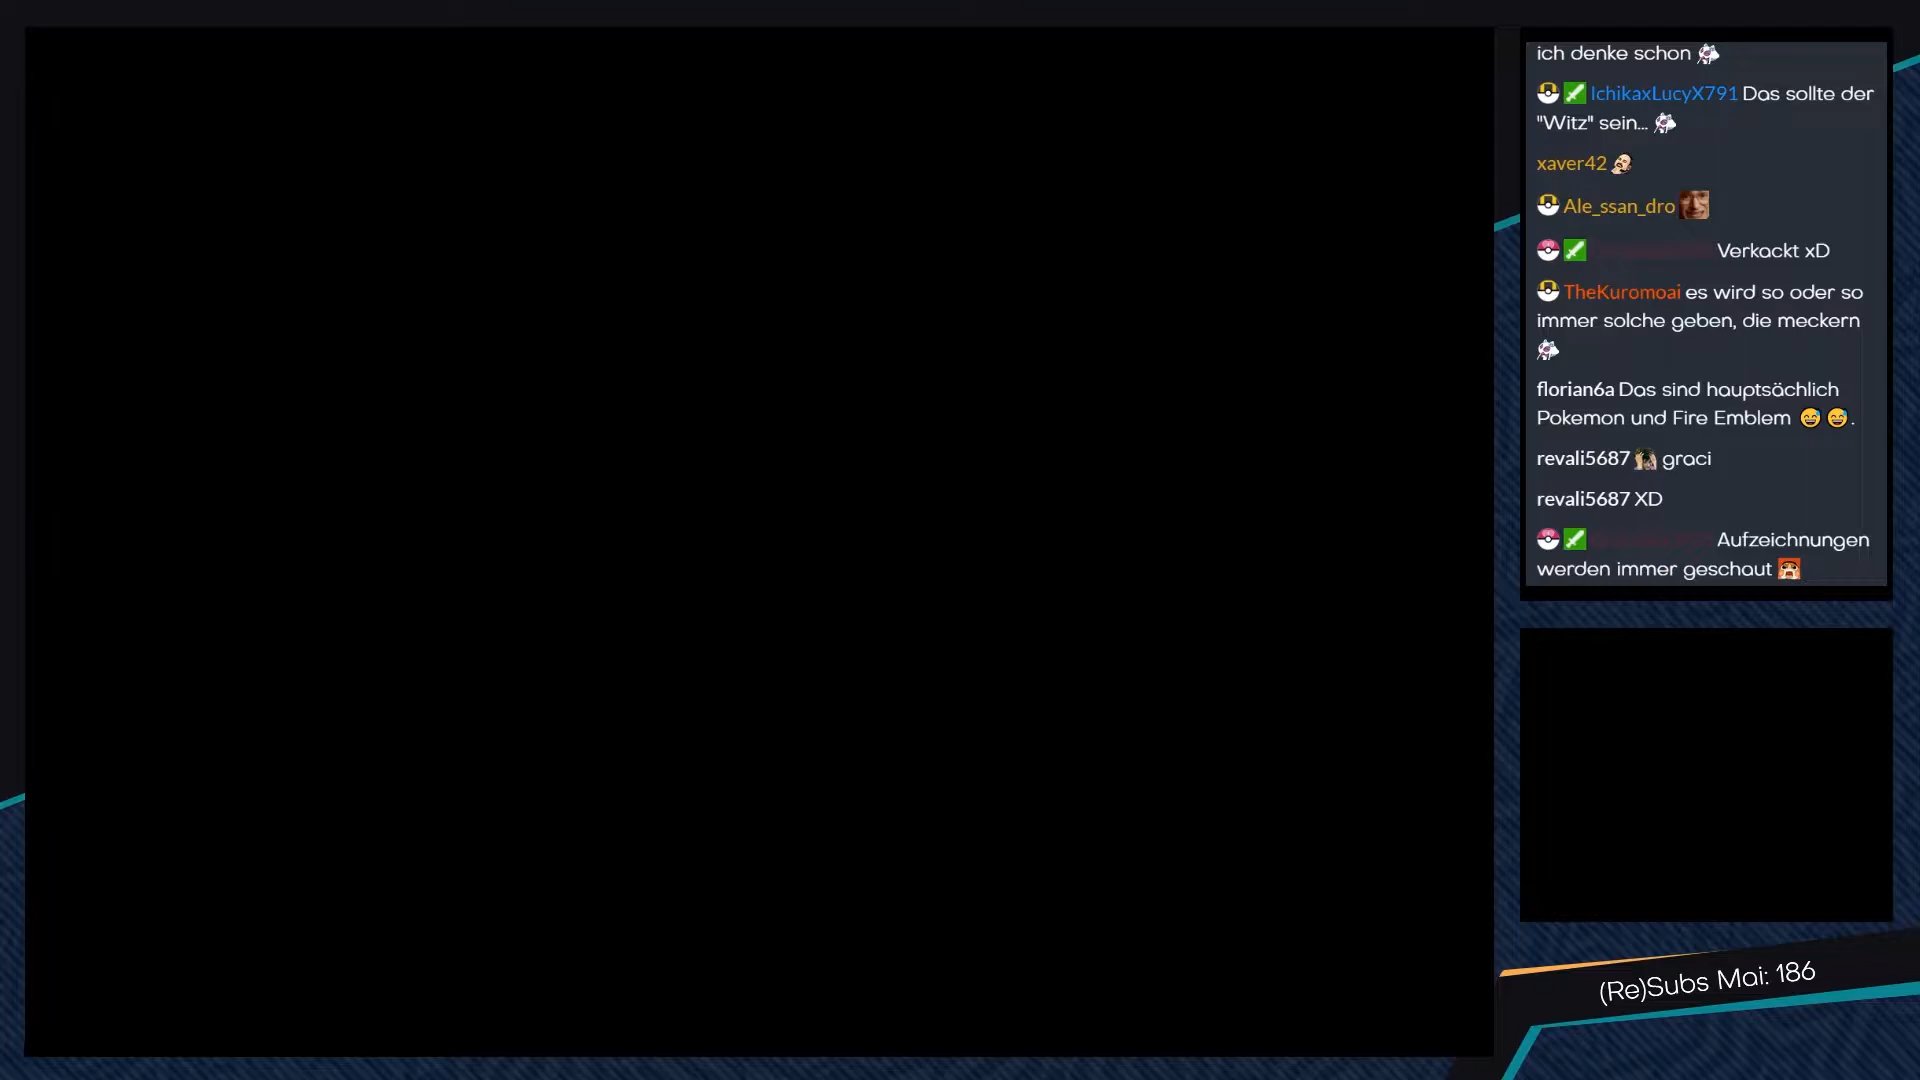 ich denke schon
IchikaxLucyX791 Das sollte der
"Witz" sein...
xaver42
Ale_ssan_dro
Verkackt xD
TheKuromoai es wird so oder so
immer solche geben, die meckern
florian6a Das sind hauptsächlich
Pokemon und Fire Emblem 😅😅.
revali5687 graci
revali5687 XD
Aufzeichnungen
werden immer geschaut
(Re)Subs Mai: 186